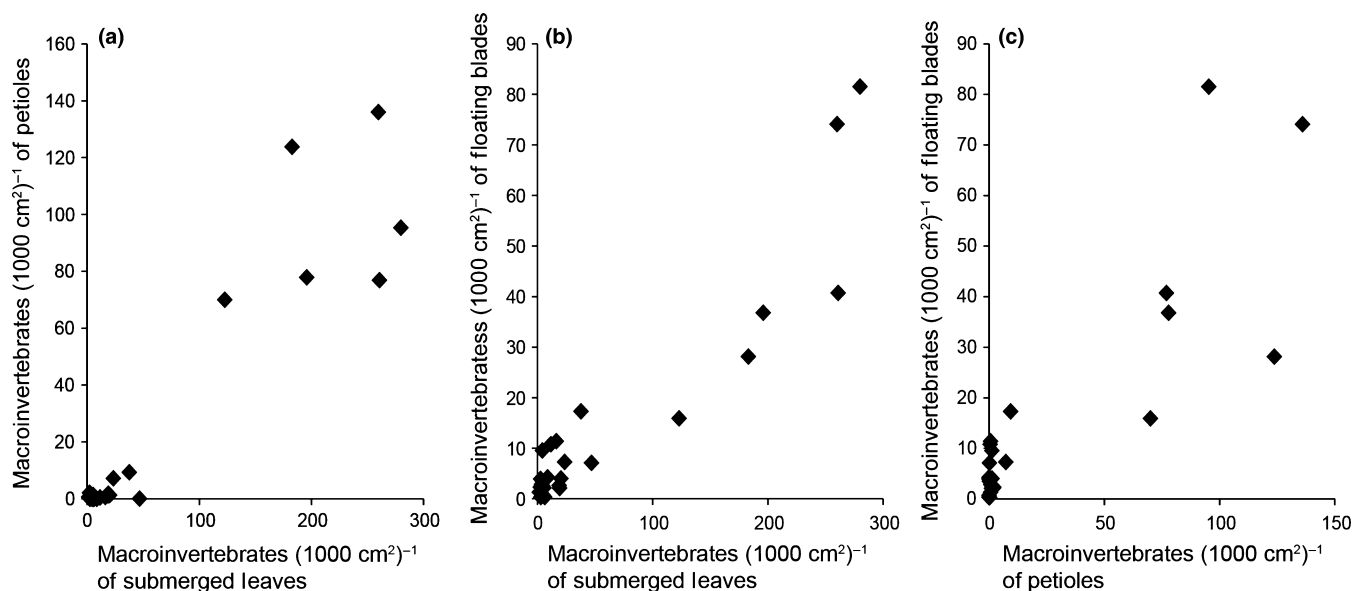 (a)
Macroinvertebrates (1000 cm²)⁻¹ of petioles
160
140
120
100
80
60
40
20
0
0 100 200 300
Macroinvertebrates (1000 cm²)⁻¹
of submerged leaves
(b)
Macroinvertebratess (1000 cm²)⁻¹ of floating blades
90
80
70
60
50
40
30
20
10
0
0 100 200 300
Macroinvertebrates (1000 cm²)⁻¹
of submerged leaves
(c)
Macroinvertebrates (1000 cm²)⁻¹ of floating blades
90
80
70
60
50
40
30
20
10
0
0 50 100 150
Macroinvertebrates (1000 cm²)⁻¹
of petioles